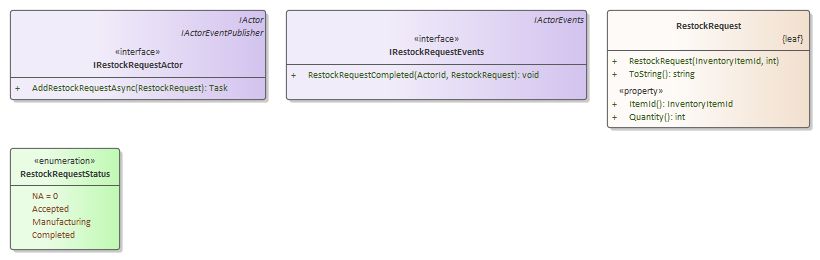 IActor
IActorEventPublisher
«interface»
IRestockRequestActor
+ AddRestockRequestAsync(RestockRequest): Task
IActorEvents
«interface»
IRestockRequestEvents
+ RestockRequestCompleted(ActorId, RestockRequest): void
RestockRequest
{leaf}
+ RestockRequest(InventoryItemId, int)
+ ToString(): string
«property»
+ ItemId(): InventoryItemId
+ Quantity(): int
«enumeration»
RestockRequestStatus
NA = 0
Accepted
Manufacturing
Completed